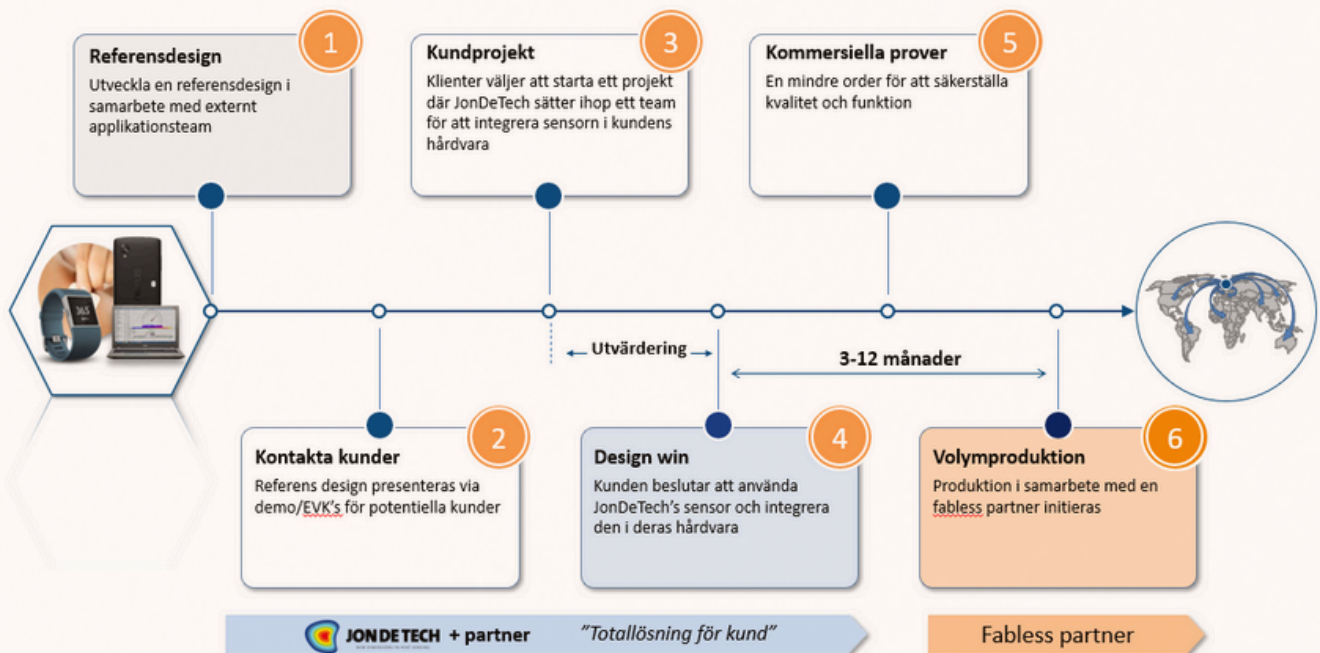 1
Referensdesign
Utveckla en referensdesign i
samarbete med externt
applikationsteam
3
Kundprojekt
Klienter väljer att starta ett projekt
där JonDeTech sätter ihop ett team
för att integrera sensorn i kundens
hårdvara
5
Kommersiella prover
En mindre order för att säkerställa
kvalitet och funktion
Utvärdering
3-12 månader
2
Kontakta kunder
Referens design presenteras via
demo/EVK's för potentiella kunder
4
Design win
Kunden beslutar att använda
JonDeTech's sensor och integrera
den i deras hårdvara
6
Volymproduktion
Produktion i samarbete med en
fabless partner initieras
JONDETECH + partner "Totallösning för kund"
Fabless partner